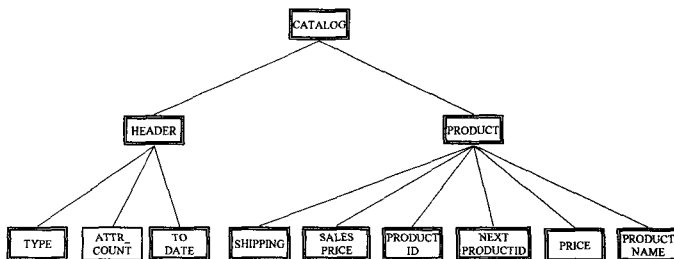 CATALOG
HEADER
PRODUCT
TYPE
ATTR_
COUNT
TO
DATE
SHIPPING
SALES
PRICE
PRODUCT
ID
NEXT
PRODUCTID
PRICE
PRODUCT
NAME